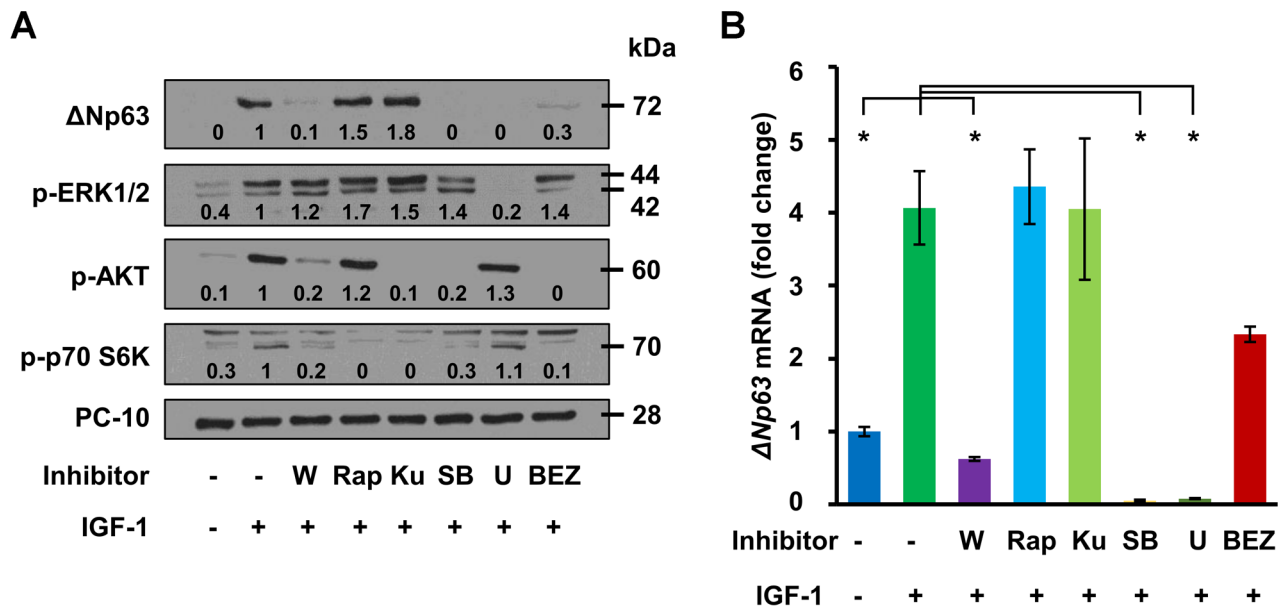 A
kDa
ΔNp63
0 1 0.1 1.5 1.8 0 0 0.3
72
p-ERK1/2
0.4 1 1.2 1.7 1.5 1.4 0.2 1.4
44
42
p-AKT
0.1 1 0.2 1.2 0.1 0.2 1.3 0
60
p-p70 S6K
0.3 1 0.2 0 0 0.3 1.1 0.1
70
PC-10
28
Inhibitor - - W Rap Ku SB U BEZ
IGF-1 - + + + + + + +
B
ΔNp63 mRNA (fold change)
6
5
4
3
2
1
0
* * * *
Inhibitor - - W Rap Ku SB U BEZ
IGF-1 - + + + + + + +